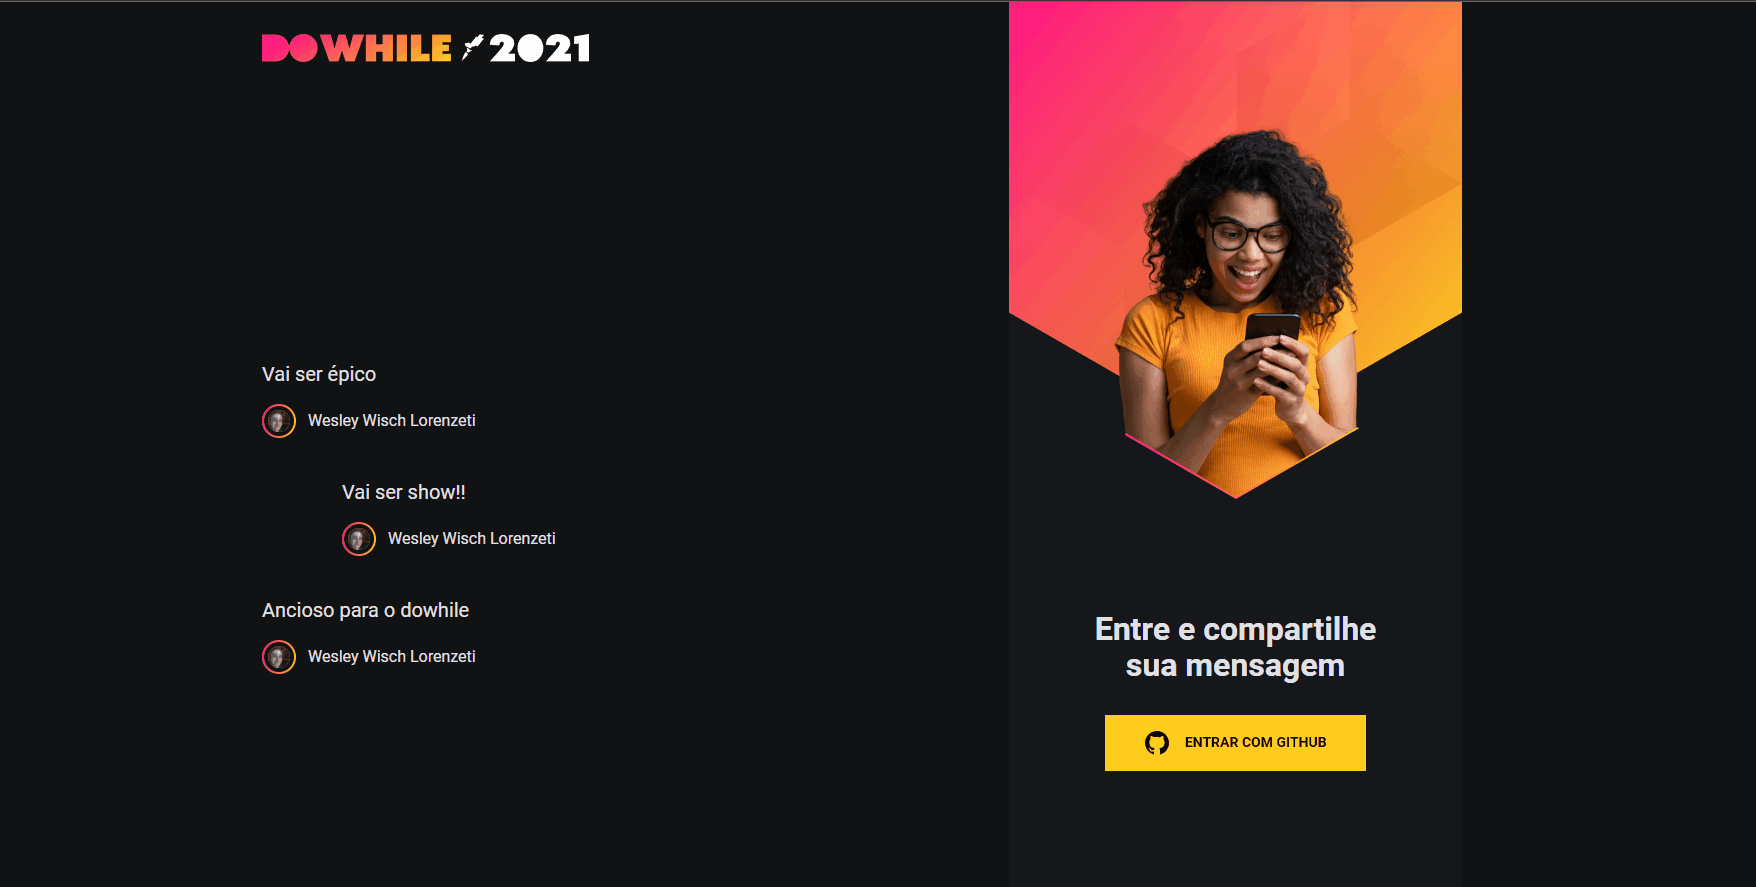 DOWHILE 2021
Vai ser épico
Wesley Wisch Lorenzeti
Vai ser show!!
Wesley Wisch Lorenzeti
Ancioso para o dowhile
Wesley Wisch Lorenzeti
Entre e compartilhe
sua mensagem
ENTRAR COM GITHUB